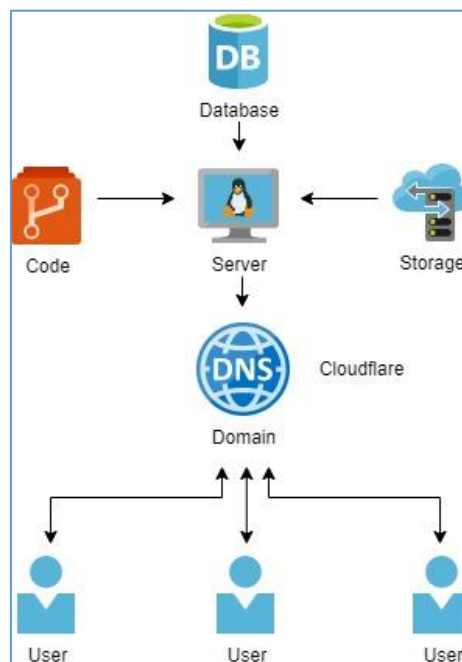 DB
Database
Code
Server
Storage
DNS
Cloudflare
Domain
User
User
User